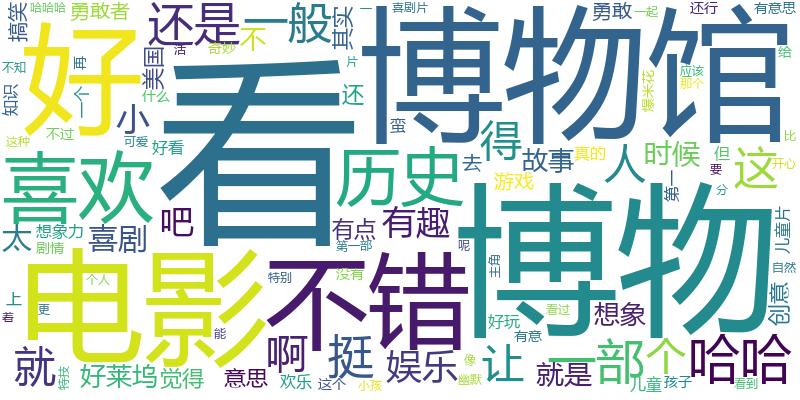 搞笑
哈哈哈
勇敢者
还是
一般
一
喜剧片
勇敢
一起
还行
有意思
好
看
博物馆
不
其实
活
奇妙
美国
片
再
一个
不知
知识
什么
小
还
蛮
爆米花
应该
那个
给
这种
不过
可爱
好看
喜欢
历史
得
去
故事
真的
人
时候
但
比
开心
要
这
分
第一
游戏
太
想象力
剧情
喜剧
吧
有点
有趣
博物
第一部
呢
主角
儿童片
自然
创意
电影
个人
特别
没有
不错
上
更
着
能
好玩
有意
看过
想象
就
特技
好莱坞
觉得
意思
啊
欢乐
挺
这个
小孩
娱乐
像
幽默
让
一部
就是
个
儿童
孩子
哈哈
看到